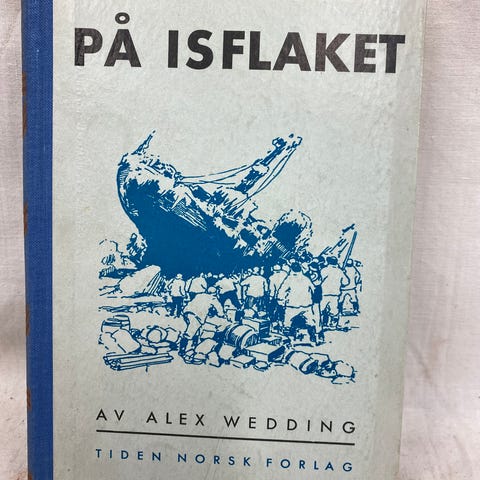 PÅ ISFLAKET
AV ALEX WEDDING
TIDEN NORSK FORLAG